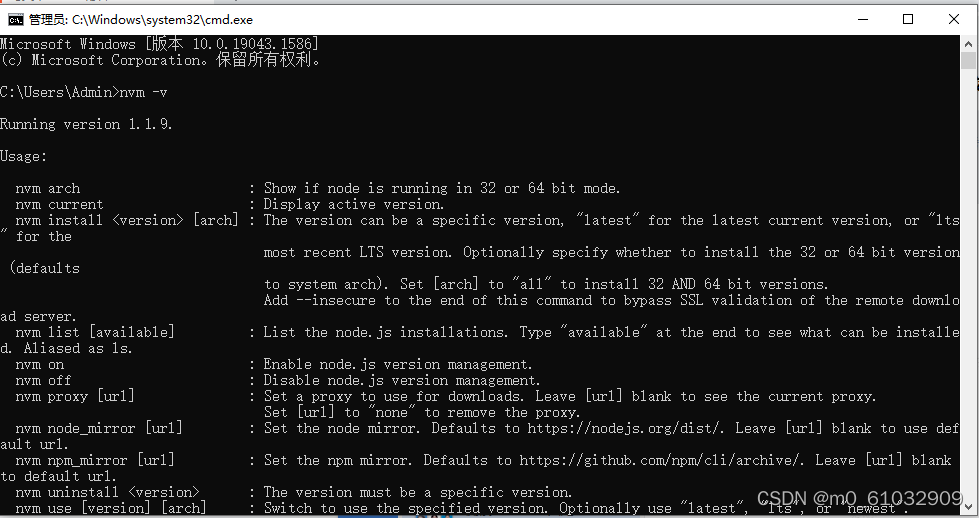 管理员: C:\Windows\system32\cmd.exe
Microsoft Windows [版本 10.0.19043.1586]
(c) Microsoft Corporation。保留所有权利。
C:\Users\Admin>nvm -v
Running version 1.1.9.
Usage:
nvm arch : Show if node is running in 32 or 64 bit mode.
nvm current : Display active version.
nvm install <version> [arch] : The version can be a specific version, "latest" for the latest current version, or "lts
" for the
most recent LTS version. Optionally specify whether to install the 32 or 64 bit version
(defaults
to system arch). Set [arch] to "all" to install 32 AND 64 bit versions.
Add --insecure to the end of this command to bypass SSL validation of the remote downlo
ad server.
nvm list [available] : List the node.js installations. Type "available" at the end to see what can be installe
d. Aliased as ls.
nvm on : Enable node.js version management.
nvm off : Disable node.js version management.
nvm proxy [url] : Set a proxy to use for downloads. Leave [url] blank to see the current proxy.
Set [url] to "none" to remove the proxy.
nvm node_mirror [url] : Set the node mirror. Defaults to https://nodejs.org/dist/. Leave [url] blank to use def
ault url.
nvm npm_mirror [url] : Set the npm mirror. Defaults to https://github.com/npm/cli/archive/. Leave [url] blank
to default url.
nvm uninstall <version> : The version must be a specific version.
nvm use [version] [arch] : Switch to use the specified version. Optionally use "latest", "lts", or "newest".
CSDN @m0_61032909